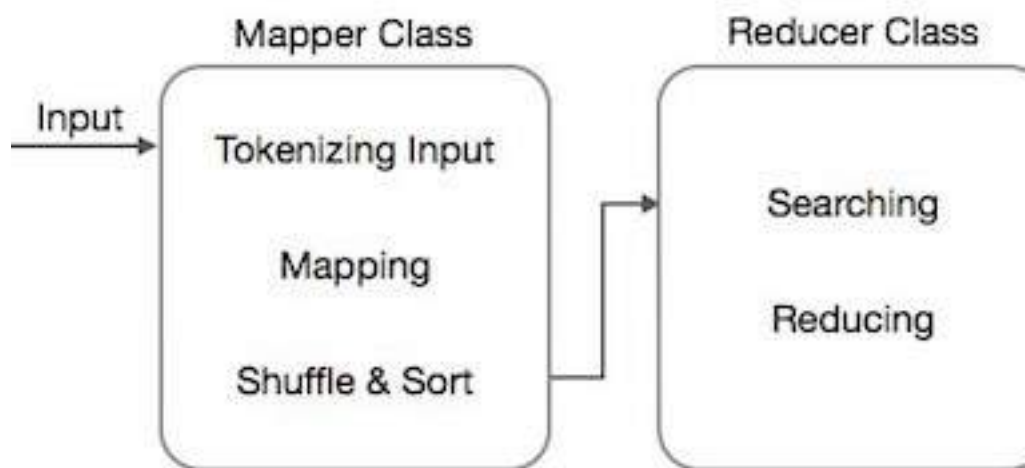 Mapper Class
Reducer Class
Input
Tokenizing Input
Mapping
Shuffle & Sort
Searching
Reducing